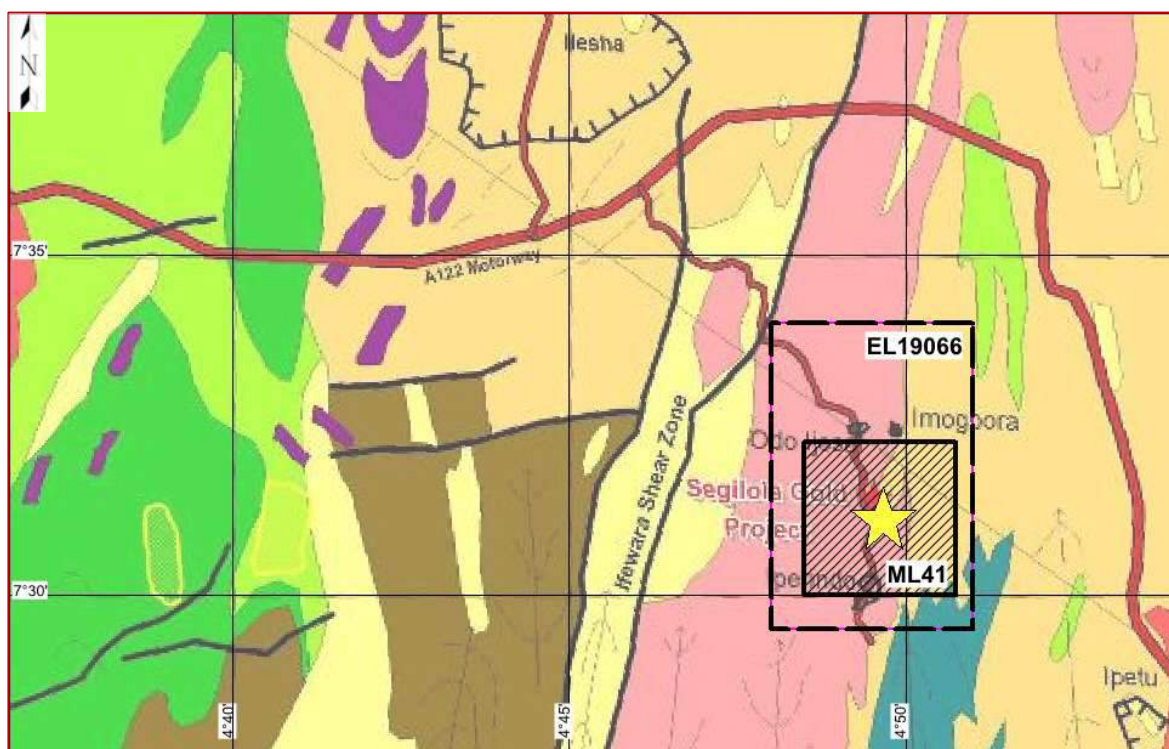 N
Ilesha
7°35'
A122 Motorway
EL19066
Imogbora
Odo Ijesa
Segilola Gold
Project
Ifewara Shear Zone
ML41
7°30'
Ipetu
4°40'
4°45'
4°50'